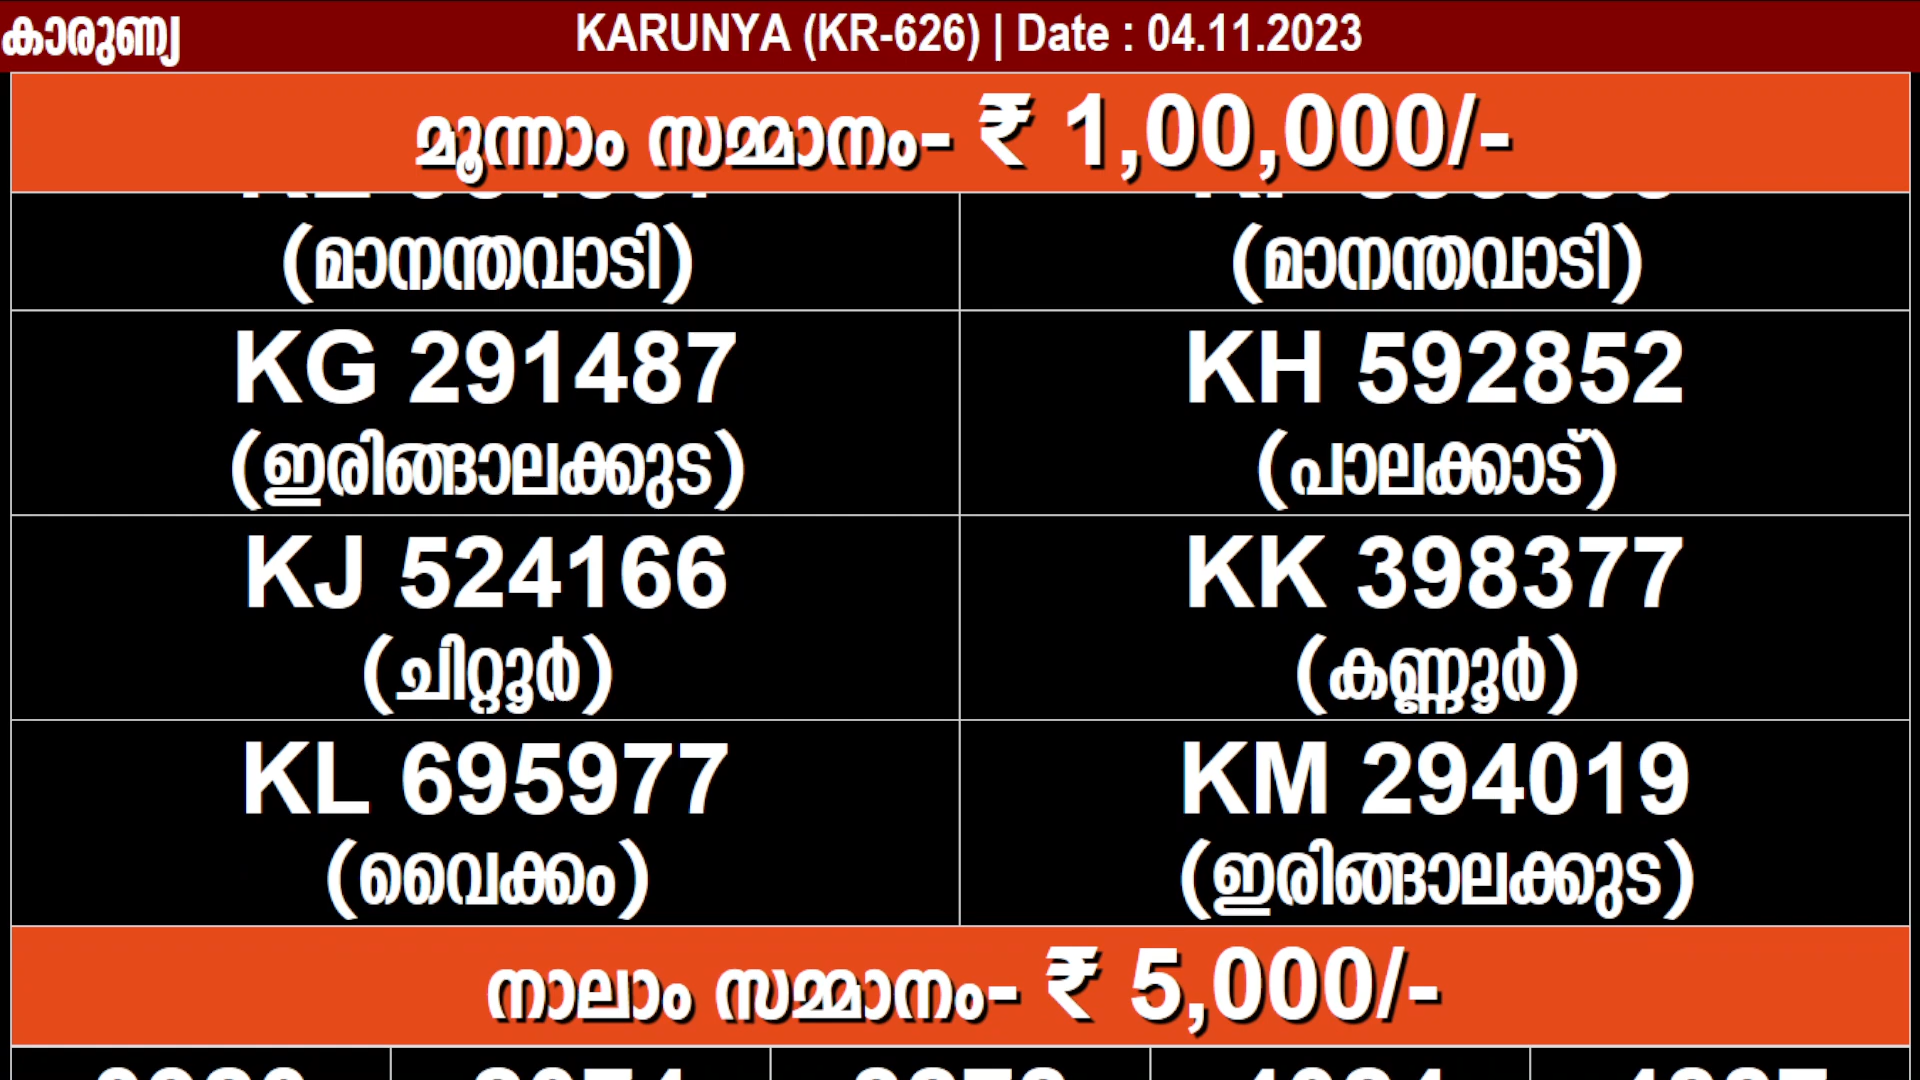 കാരുണ്യ
KARUNYA (KR-626) | Date : 04.11.2023
മൂന്നാം സമ്മാനം- ₹ 1,00,000/-
(മാനന്തവാടി) (മാനന്തവാടി)
KG 291487 KH 592852
(ഇരിങ്ങാലക്കുട) (പാലക്കാട്)
KJ 524166 KK 398377
(ചിറ്റൂർ) (കണ്ണൂർ)
KL 695977 KM 294019
(വൈക്കം) (ഇരിങ്ങാലക്കുട)
നാലാം സമ്മാനം- ₹ 5,000/-